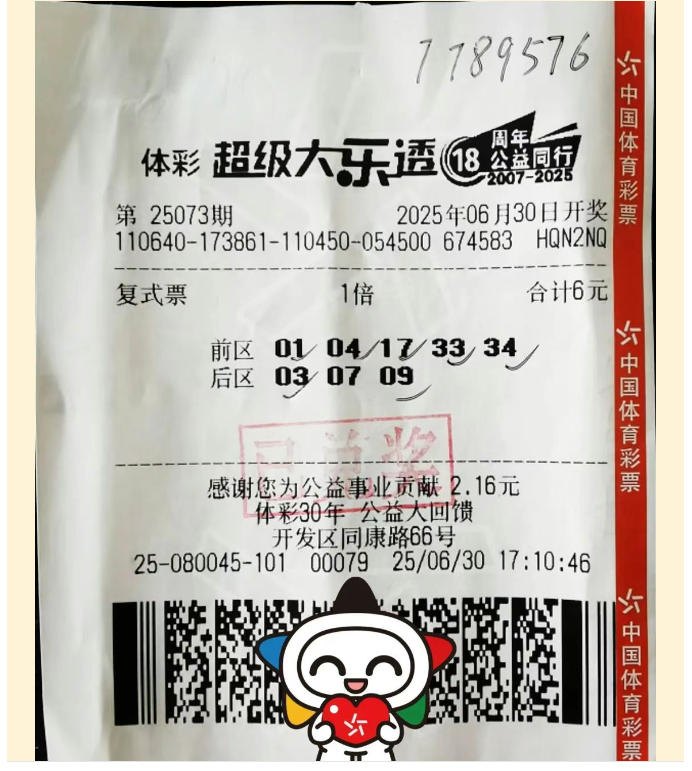 7789576
体彩 超级大乐透 18周年 公益同行 2007-2025
第 25073期 2025年06月30日开奖
110640-173861-110450-054500 674583 HQN2NQ
复式票 1倍 合计6元
前区 01 04 17 33 34
后区 03 07 09
已兑奖
感谢您为公益事业贡献 2.16元
体彩30年 公益大回馈
开发区同康路66号
25-080045-101 00079 25/06/30 17:10:46
中国体育彩票
中国体育彩票
中国体育彩票